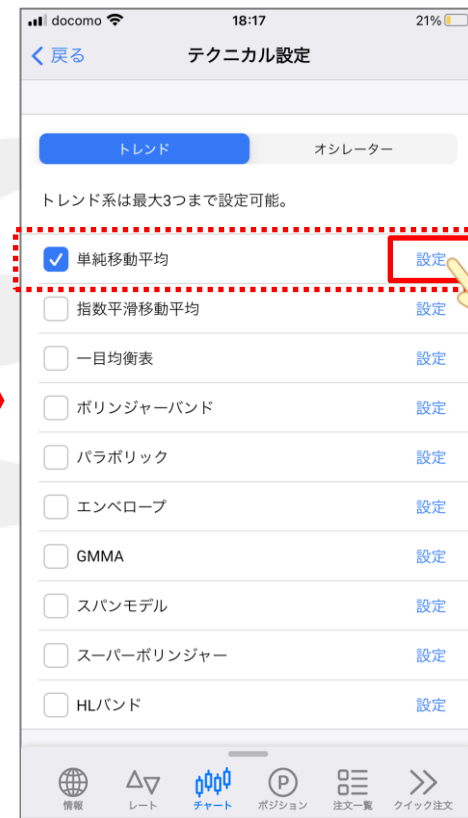 docomo 18:17 21%
戻る テクニカル設定
トレンド オシレーター
トレンド系は最大3つまで設定可能。
単純移動平均 設定
指数平滑移動平均 設定
一目均衡表 設定
ボリンジャーバンド 設定
パラボリック 設定
エンベロープ 設定
GMMA 設定
スパンモデル 設定
スーパーボリンジャー 設定
HLバンド 設定
P
情報 レート チャート ポジション 注文一覧 クイック注文